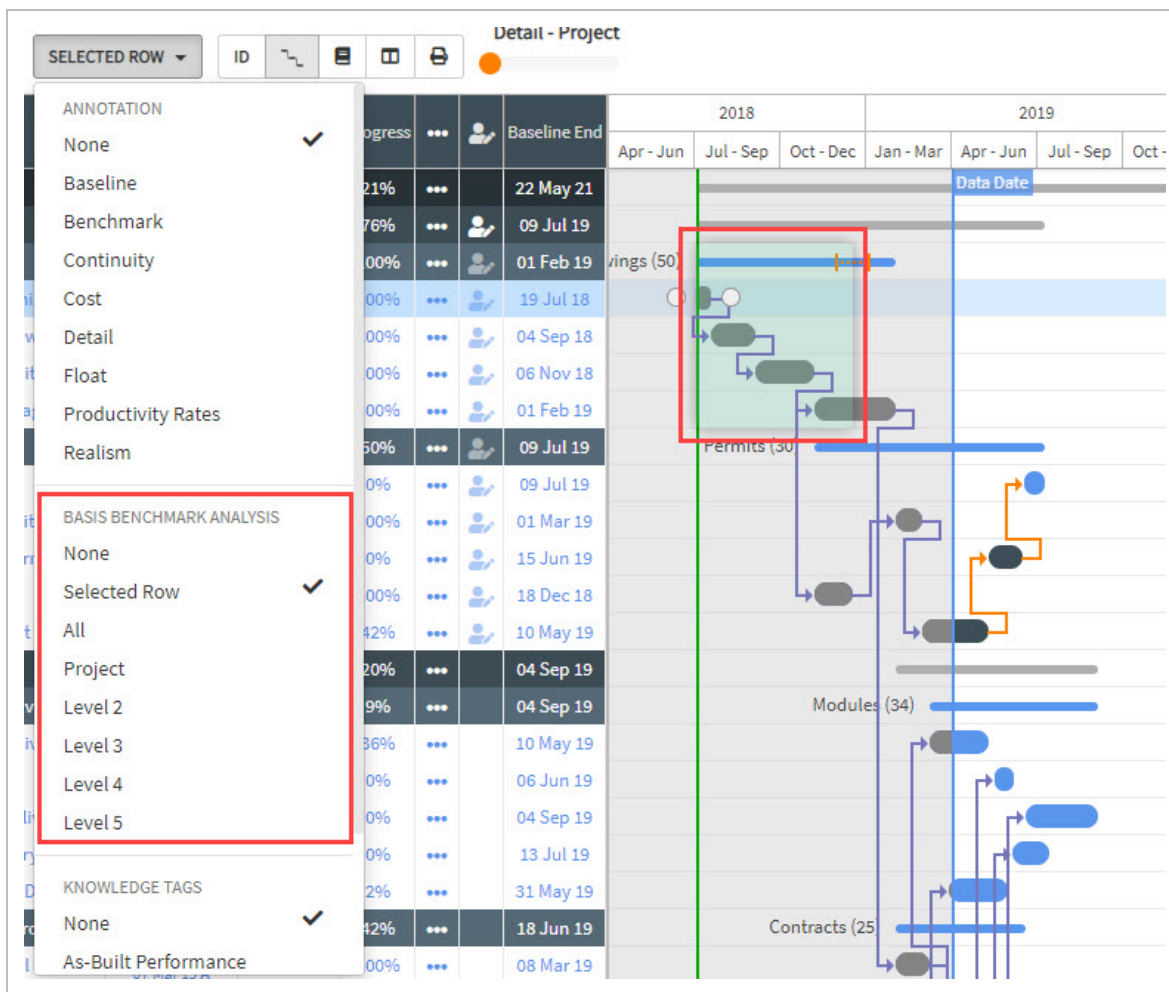 Detail - Project
SELECTED ROW
ID
ANNOTATION
None
Baseline
Benchmark
Continuity
Cost
Detail
Float
Productivity Rates
Realism
BASIS BENCHMARK ANALYSIS
None
Selected Row
All
Project
Level 2
Level 3
Level 4
Level 5
KNOWLEDGE TAGS
None
As-Built Performance
ogress ••• Baseline End
2018 2019
Apr - Jun Jul - Sep Oct - Dec Jan - Mar Apr - Jun Jul - Sep Oct -
21% ••• 22 May 21 Data Date
76% ••• 09 Jul 19
00% ••• 01 Feb 19 wings (50)
00% ••• 19 Jul 18
00% ••• 04 Sep 18
00% ••• 06 Nov 18
00% ••• 01 Feb 19
50% ••• 09 Jul 19 Permits (30)
0% ••• 09 Jul 19
00% ••• 01 Mar 19
0% ••• 15 Jun 19
00% ••• 18 Dec 18
42% ••• 10 May 19
20% ••• 04 Sep 19
9% ••• 04 Sep 19 Modules (34)
36% ••• 10 May 19
0% ••• 06 Jun 19
0% ••• 04 Sep 19
0% ••• 13 Jul 19
2% ••• 31 May 19
42% ••• 18 Jun 19 Contracts (25)
00% ••• 08 Mar 19